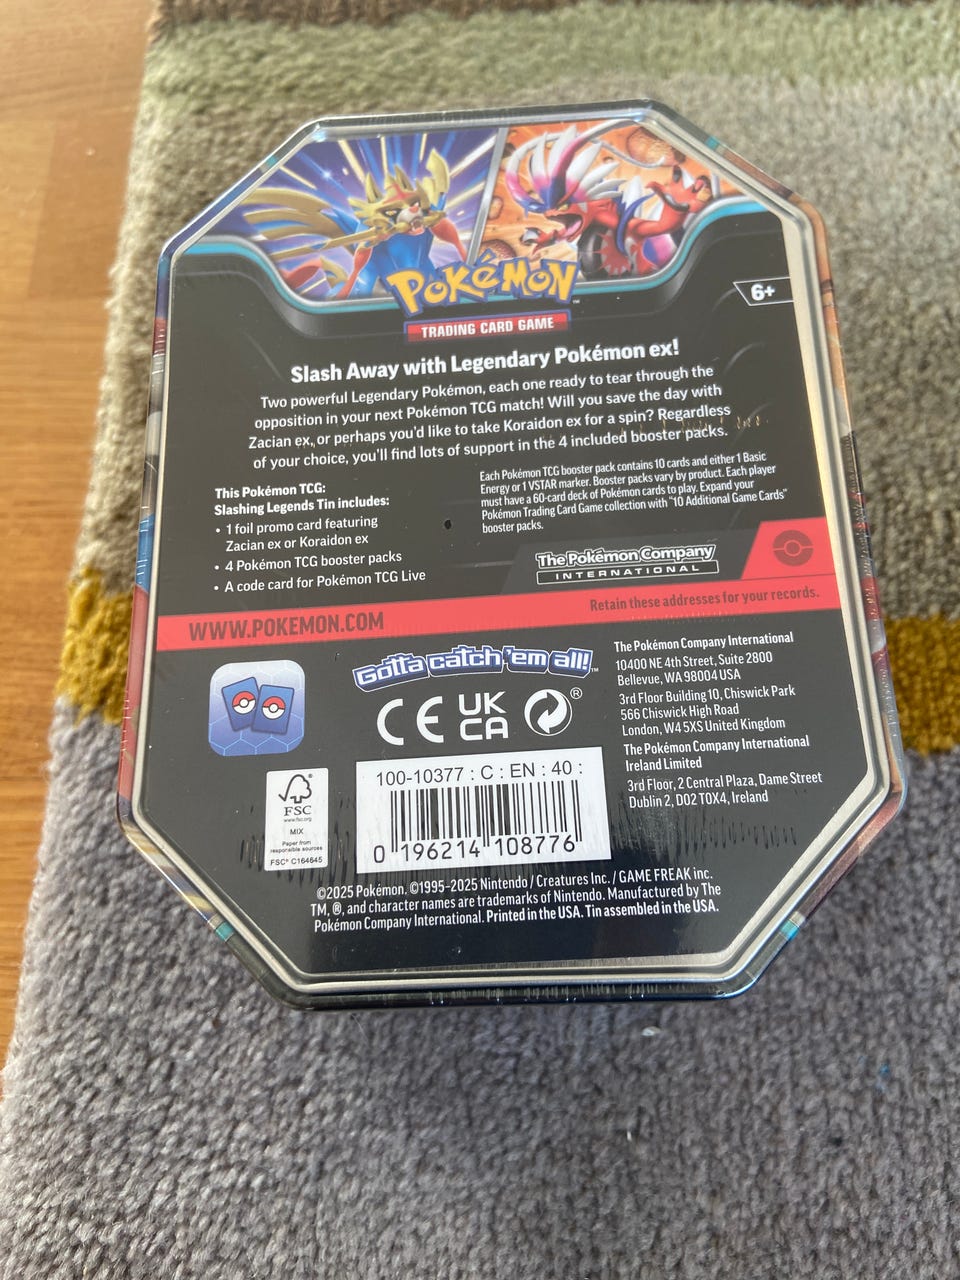 POKéMON™
TRADING CARD GAME
6+
Slash Away with Legendary Pokémon ex!
Two powerful Legendary Pokémon, each one ready to tear through the
opposition in your next Pokémon TCG match! Will you save the day with
Zacian ex, or perhaps you'd like to take Koraidon ex for a spin? Regardless
of your choice, you'll find lots of support in the 4 included booster packs.
This Pokémon TCG:
Slashing Legends Tin includes:
• 1 foil promo card featuring
Zacian ex or Koraidon ex
• 4 Pokémon TCG booster packs
• A code card for Pokémon TCG Live
Each Pokémon TCG booster pack contains 10 cards and either 1 Basic
Energy or 1 VSTAR marker. Booster packs vary by product. Each player
must have a 60-card deck of Pokémon cards to play. Expand your
Pokémon Trading Card Game collection with "10 Additional Game Cards"
booster packs.
The Pokémon Company
INTERNATIONAL
WWW.POKEMON.COM
Retain these addresses for your records.
Gotta catch 'em all!™
CE UK
CA ®
The Pokémon Company International
10400 NE 4th Street, Suite 2800
Bellevue, WA 98004 USA
3rd Floor Building 10, Chiswick Park
566 Chiswick High Road
London, W4 5XS United Kingdom
The Pokémon Company International
Ireland Limited
3rd Floor, 2 Central Plaza, Dame Street
Dublin 2, D02 T0X4, Ireland
FSC
www.fsc.org
MIX
Paper from
responsible sources
FSC® C164645
100-10377 : C : EN : 40 :
0 196214 108776
©2025 Pokémon. ©1995-2025 Nintendo / Creatures Inc. / GAME FREAK inc.
TM, ®, and character names are trademarks of Nintendo. Manufactured by The
Pokémon Company International. Printed in the USA. Tin assembled in the USA.